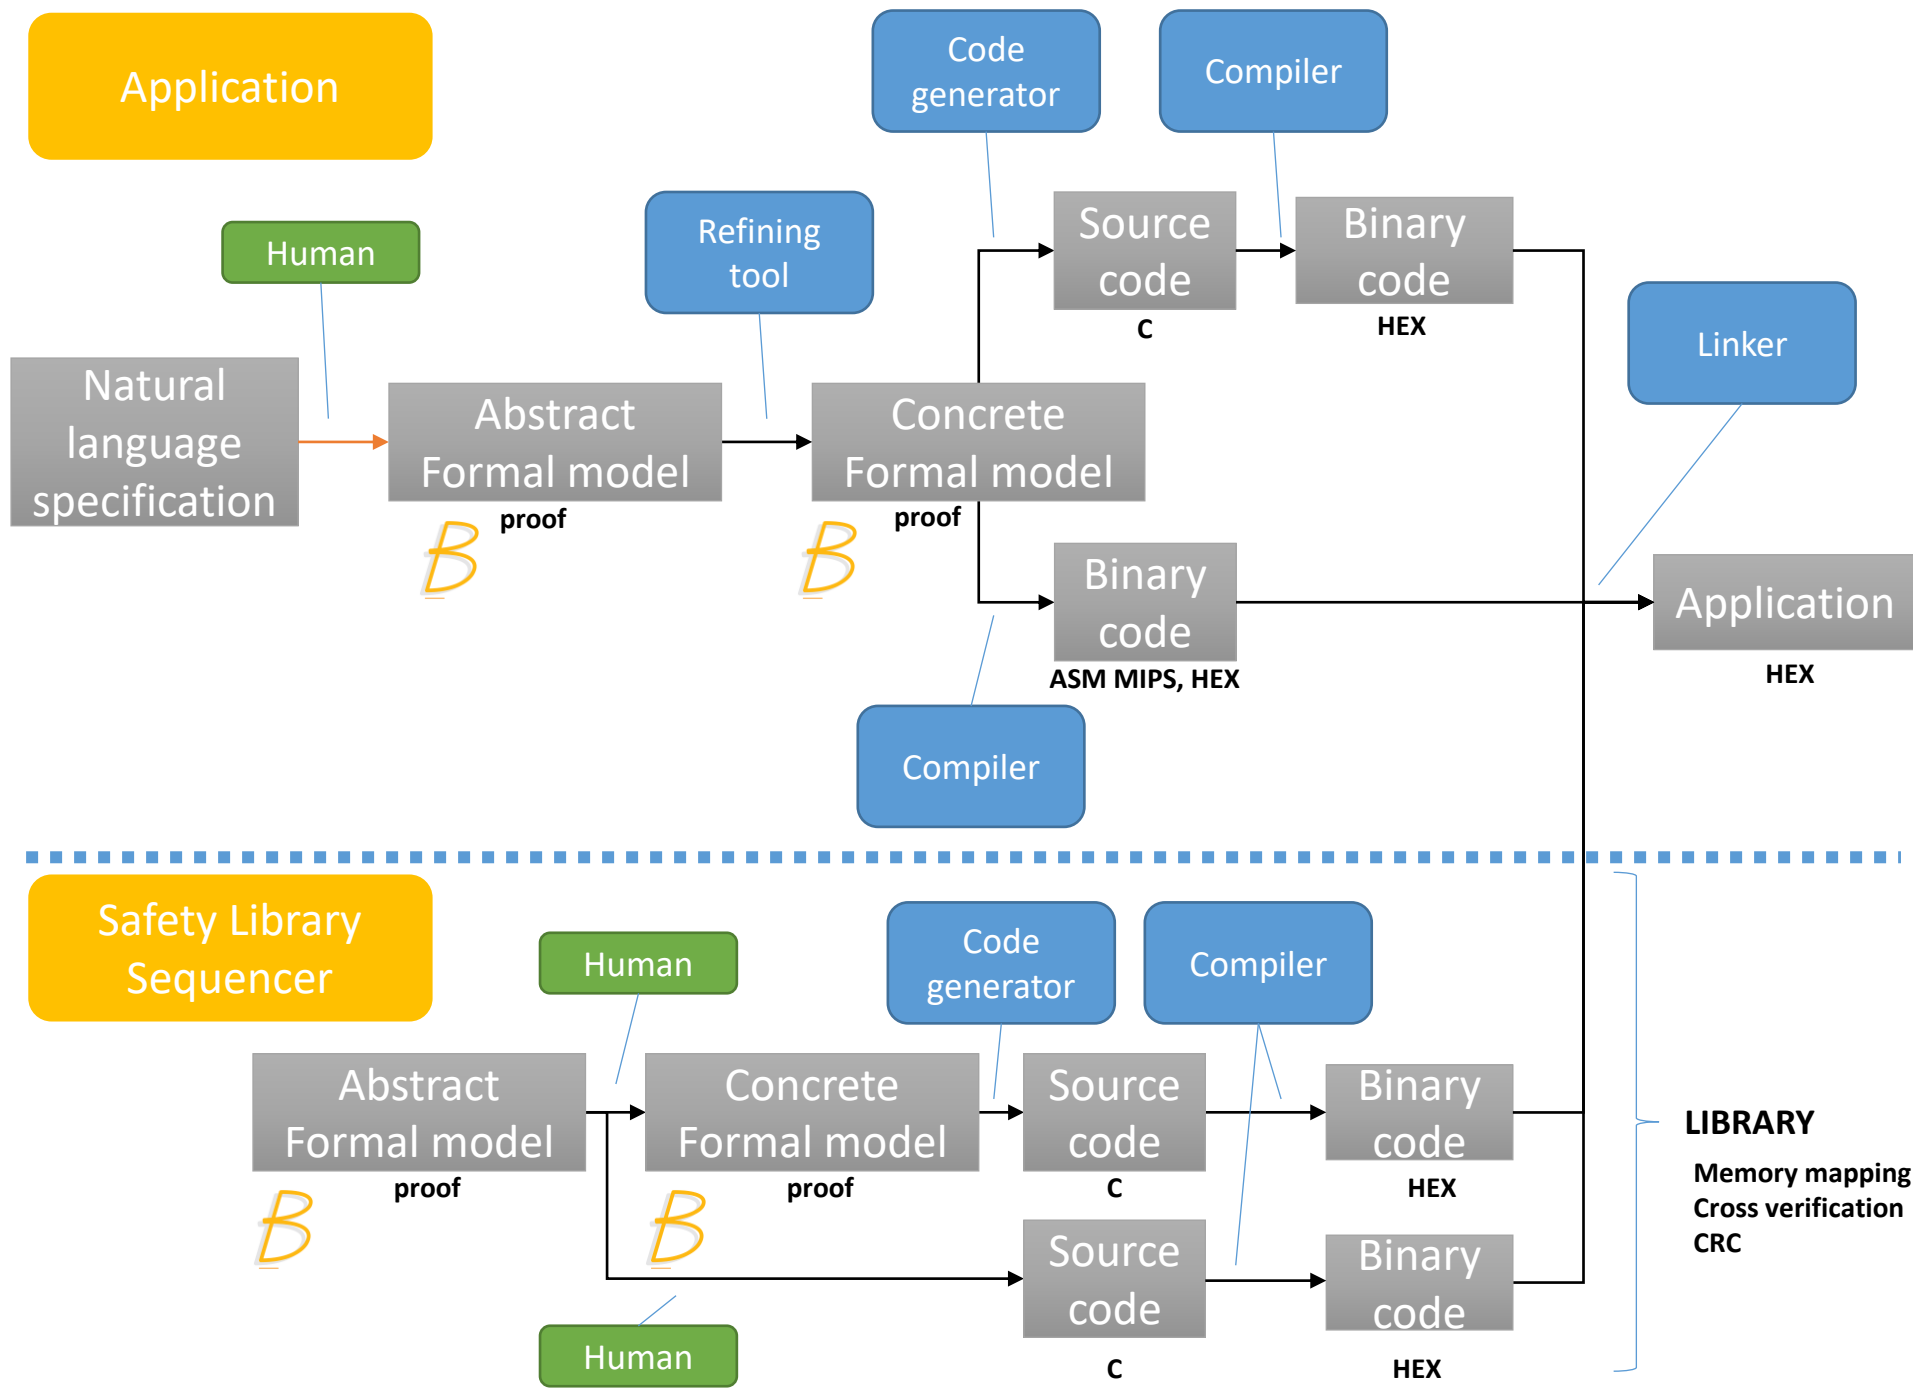 Application
Code
generator
Compiler
Human
Refining
tool
Source
code
C
Binary
code
HEX
Linker
Natural
language
specification
Abstract
Formal model
proof
B
Concrete
Formal model
proof
B
Binary
code
ASM MIPS, HEX
Application
HEX
Compiler
Safety Library
Sequencer
Human
Code
generator
Compiler
Abstract
Formal model
proof
B
Concrete
Formal model
proof
B
Source
code
C
Binary
code
HEX
LIBRARY
Memory mapping
Cross verification
CRC
Source
code
C
Binary
code
HEX
Human